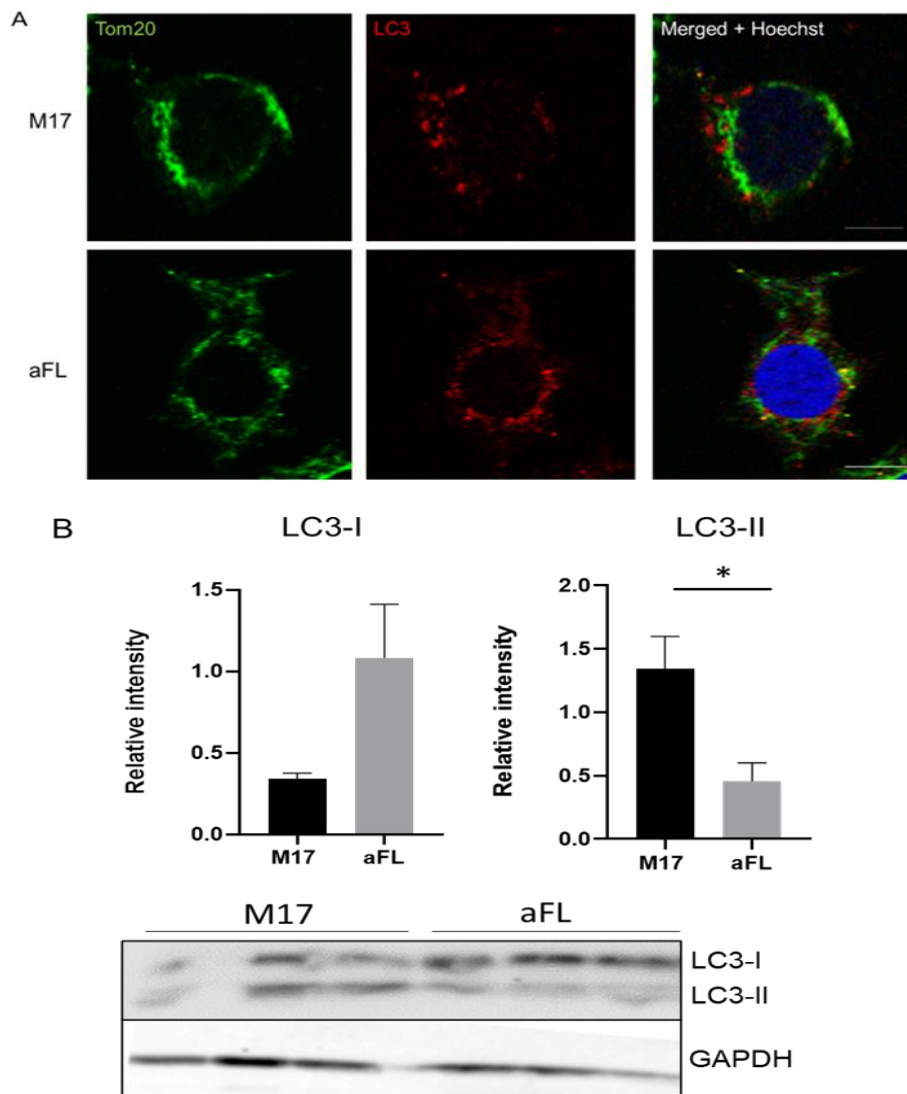 A
Tom20 LC3 Merged + Hoechst
M17
aFL
B
LC3-I
Relative intensity
1.5
1.0
0.5
0.0
M17 aFL
LC3-II
*
Relative intensity
2.0
1.5
1.0
0.5
0.0
M17 aFL
M17 aFL
LC3-I
LC3-II
GAPDH